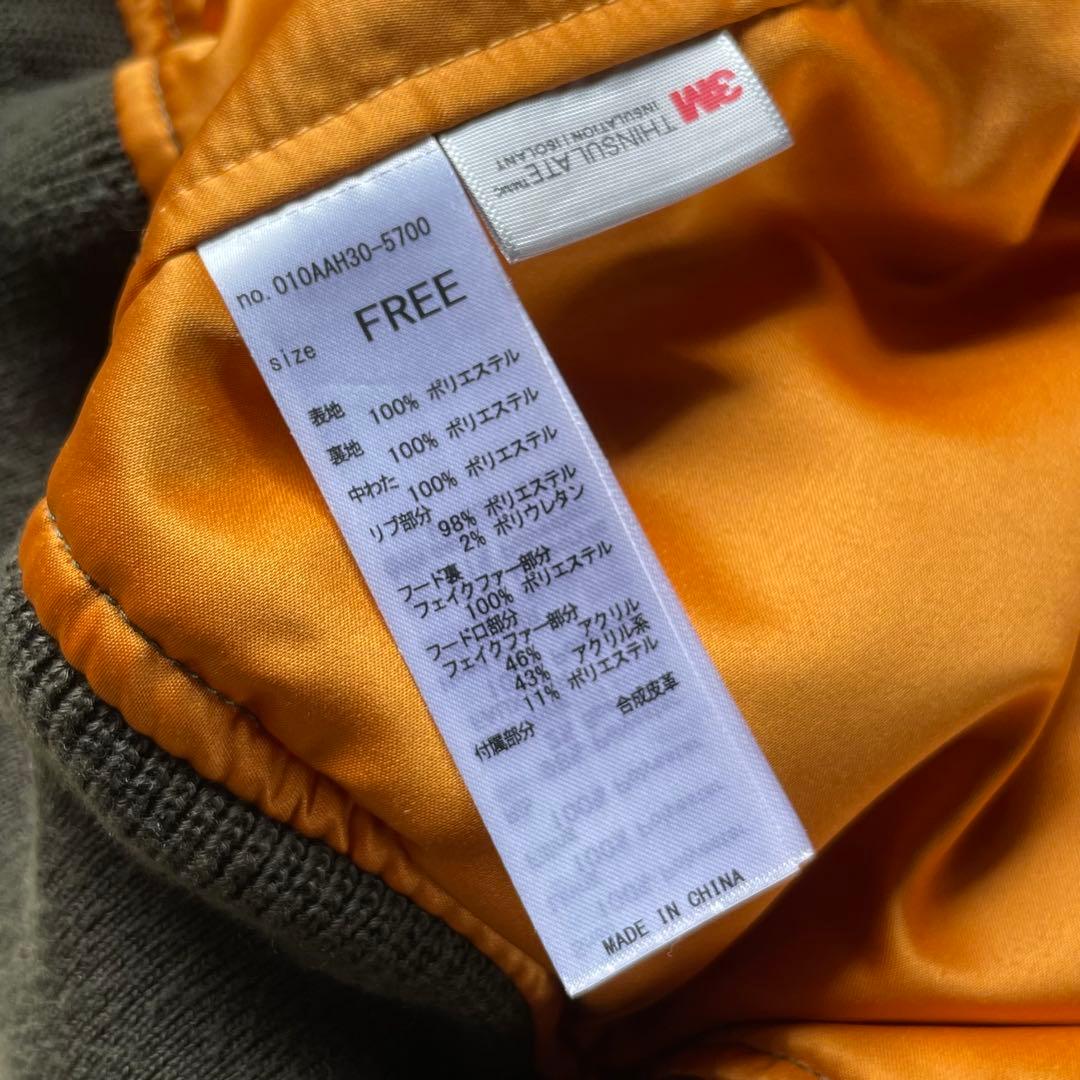 no.010AAH30-5700
size FREE
表地 100% ポリエステル
裏地 100% ポリエステル
中わた 100% ポリエステル
リブ部分 98% ポリエステル
2% ポリウレタン
フード裏
フェイクファー部分
100% ポリエステル
フード口部分
フェイクファー部分
46% アクリル
43% アクリル系
11% ポリエステル
付属部分 合成皮革
MADE IN CHINA
3M
THINSULATE
INSULATION | ISOLANT